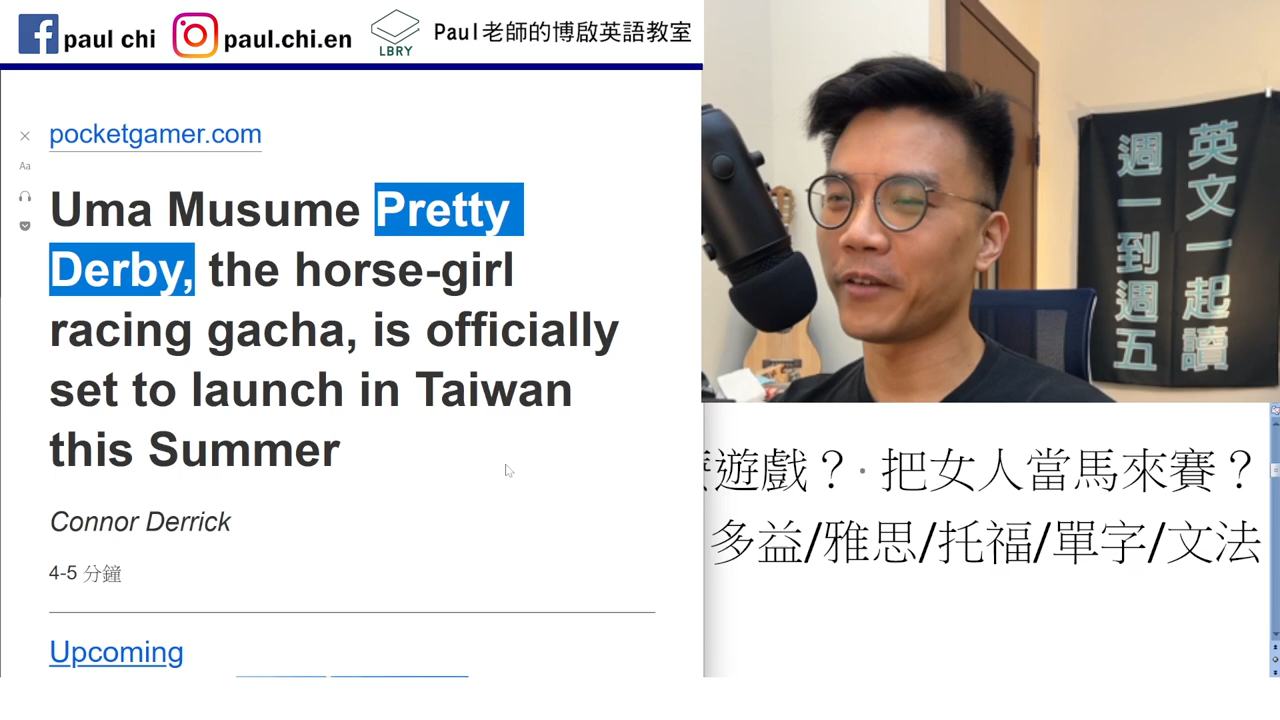 paul chi
paul.chi.en
LBRY
Paul老師的博啟英語教室
pocketgamer.com
Aa
Uma Musume Pretty
Derby, the horse-girl
racing gacha, is officially
set to launch in Taiwan
this Summer
Connor Derrick
4-5 分鐘
Upcoming
英文一起讀
週一到週五
遊戲？· 把女人當馬來賽？
多益/雅思/托福/單字/文法